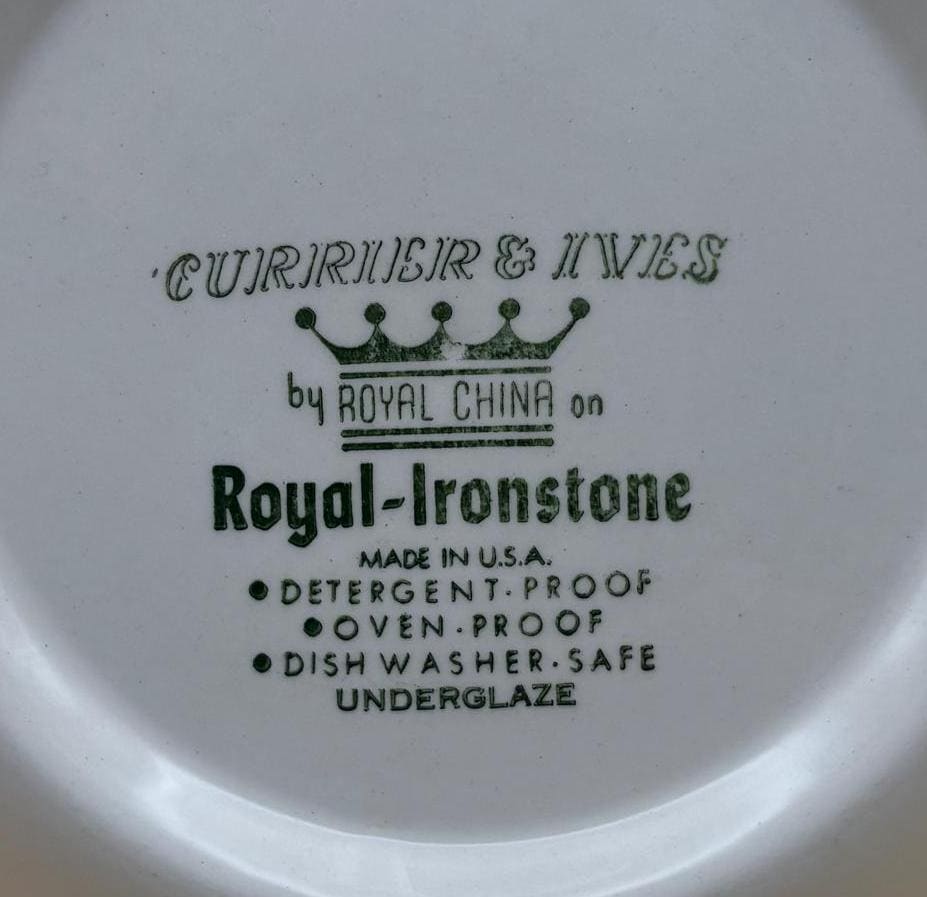 CURRIER & IVES
by ROYAL CHINA on
Royal-Ironstone
MADE IN U.S.A.
•DETERGENT·PROOF
•OVEN·PROOF
•DISHWASHER·SAFE
UNDERGLAZE